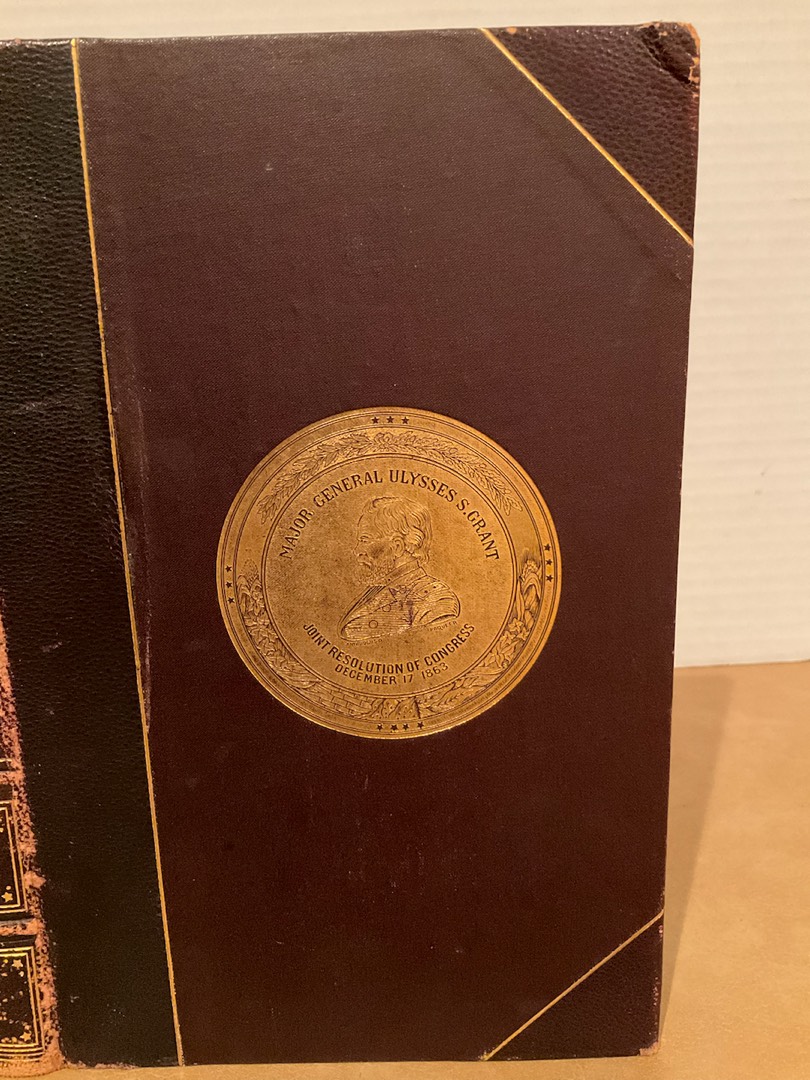 MAJOR GENERAL ULYSSES S. GRANT
JOINT RESOLUTION OF CONGRESS
DECEMBER 17 1863